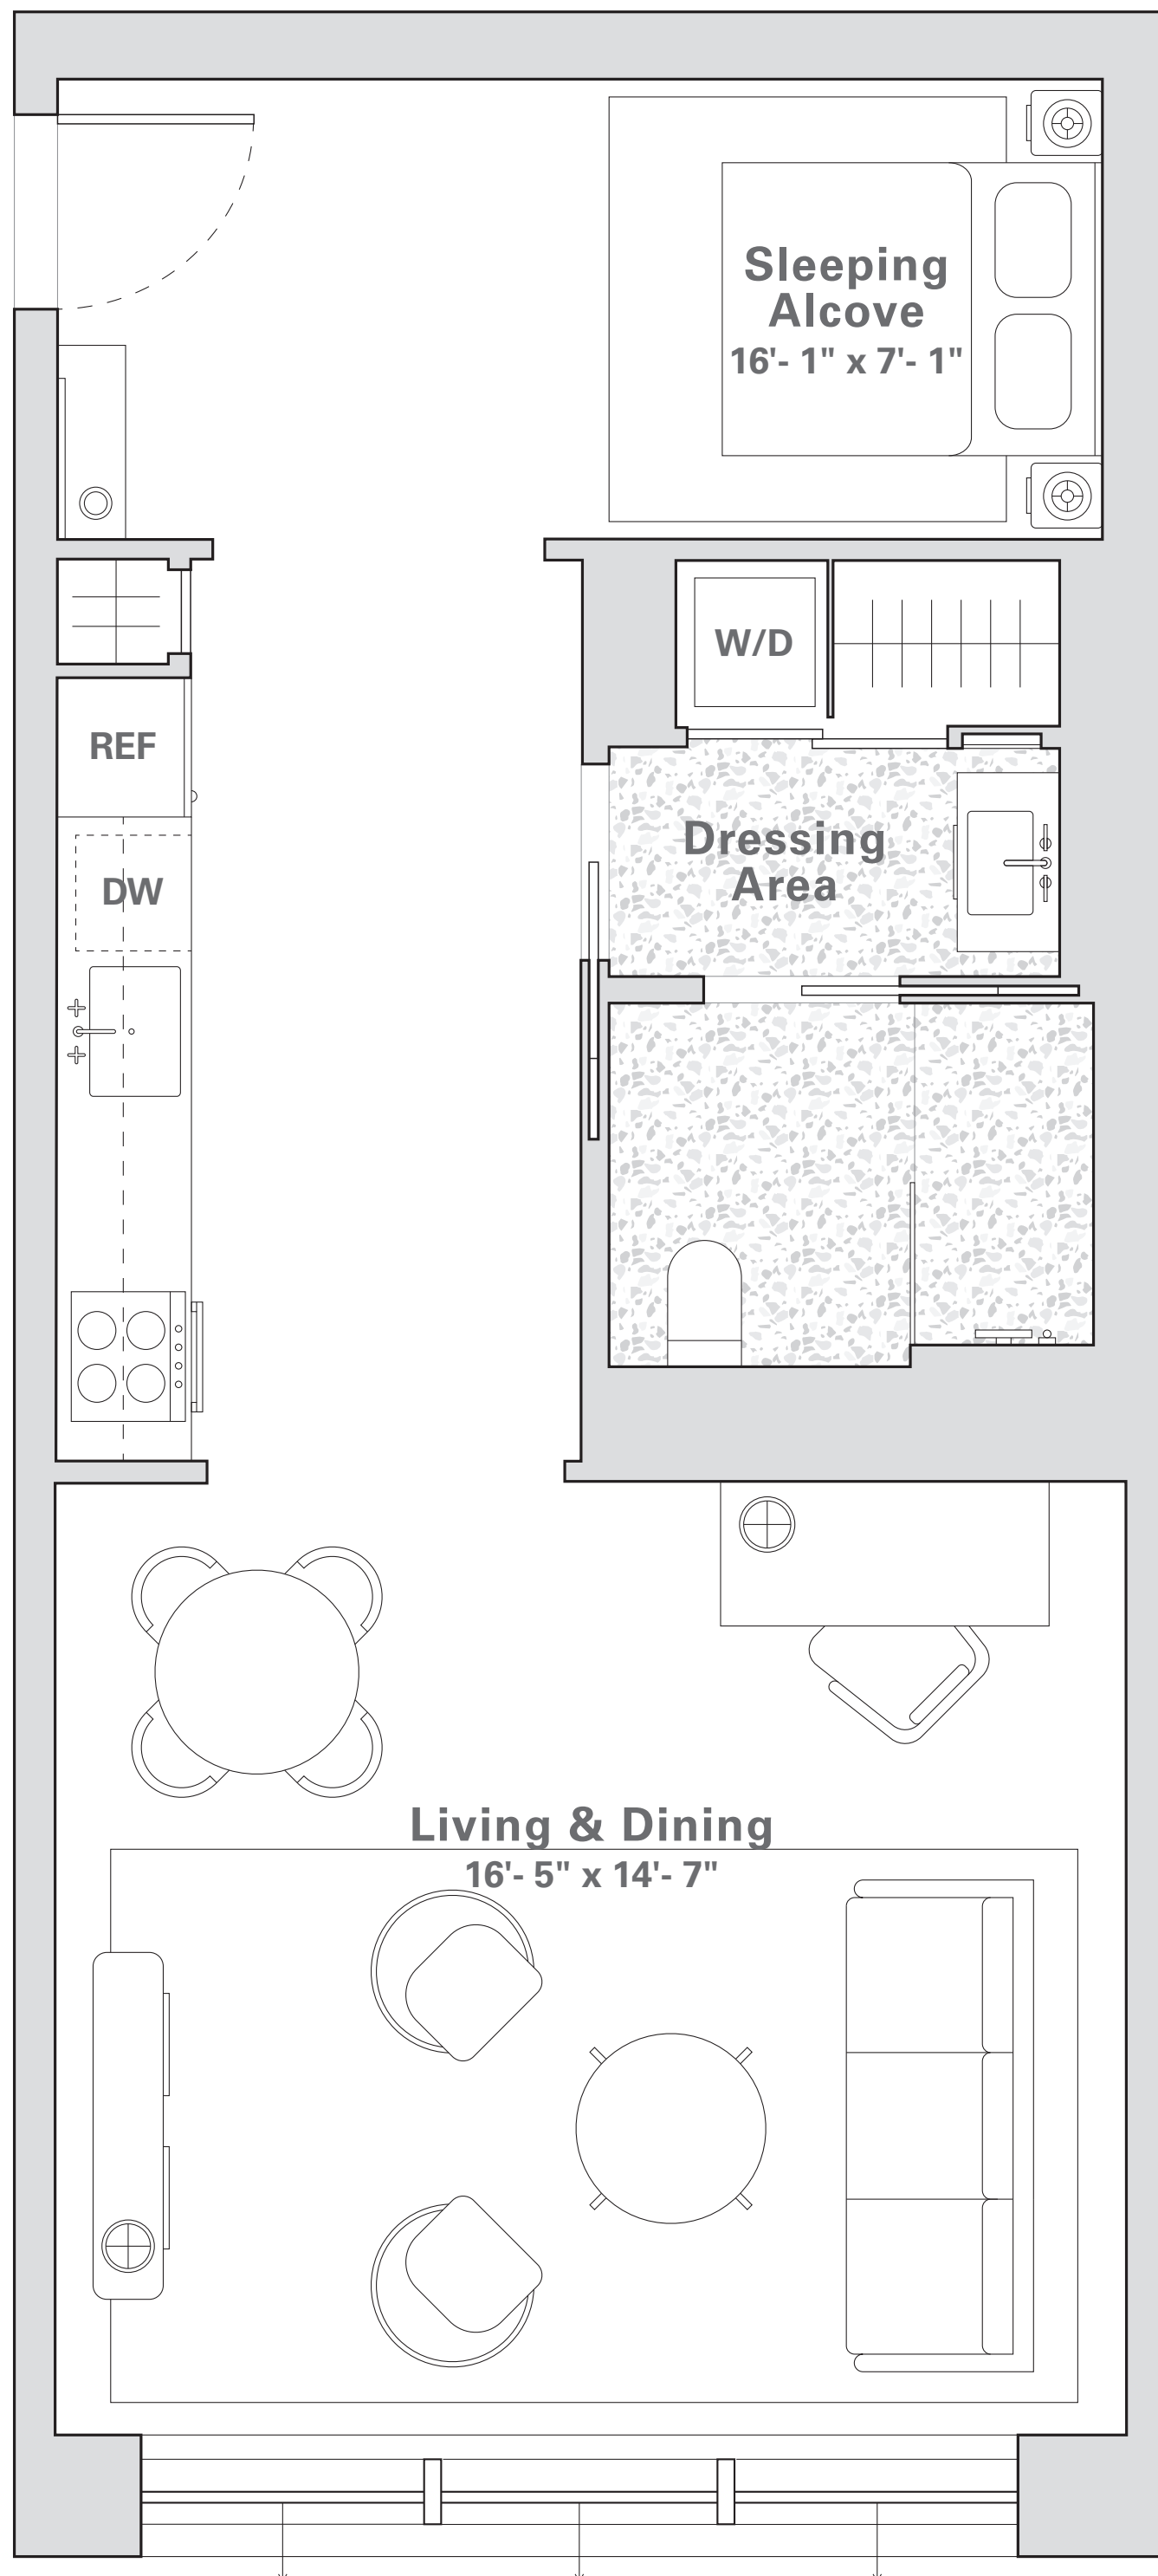 Sleeping
Alcove
16'- 1" x 7'- 1"
W/D
REF
Dressing
Area
DW
Living & Dining
16'- 5" x 14'- 7"